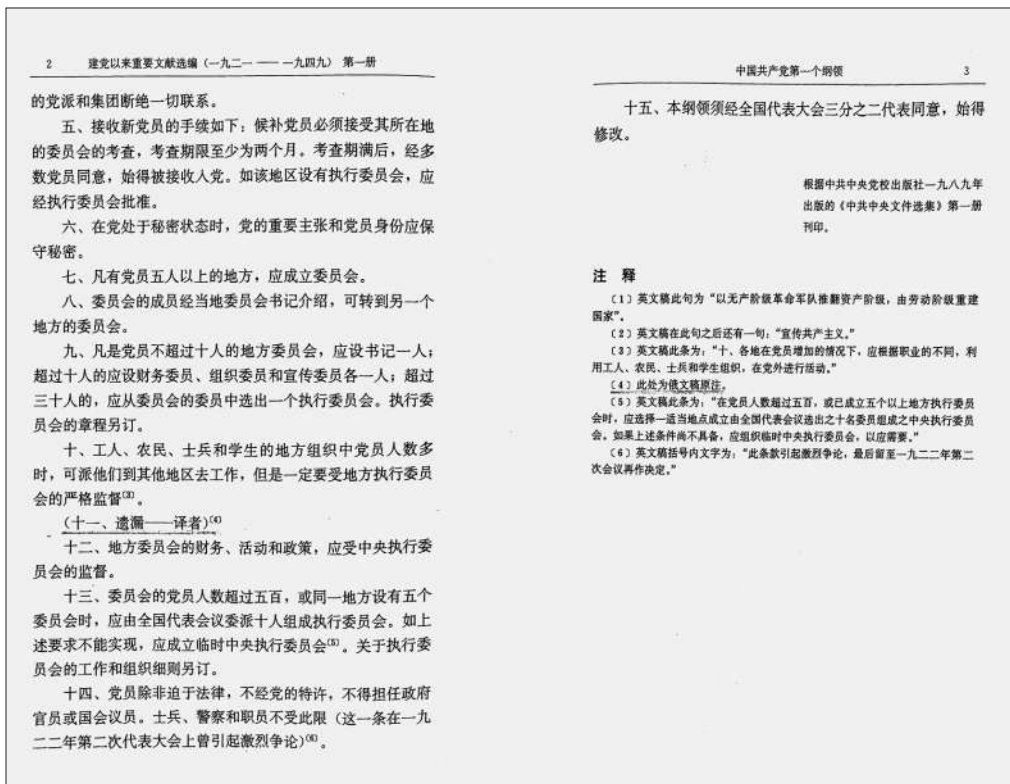 2 建党以来重要文献选编（一九二一——一九四九） 第一册
的党派和集团断绝一切联系。
五、接收新党员的手续如下：候补党员必须接受其所在地
的委员会的考查，考查期限至少为两个月。考查期满后，经多
数党员同意，始得被接收入党。如该地区设有执行委员会，应
经执行委员会批准。
六、在党处于秘密状态时，党的重要主张和党员身份应保
守秘密。
七、凡有党员五人以上的地方，应成立委员会。
八、委员会的成员经当地委员会书记介绍，可转到另一个
地方的委员会。
九、凡是党员不超过十人的地方委员会，应设书记一人；
超过十人的应设财务委员、组织委员和宣传委员各一人；超过
三十人的，应从委员会的委员中选出一个执行委员会。执行委
员会的章程另订。
十、工人、农民、士兵和学生的地方组织中党员人数多
时，可派他们到其他地区去工作，但是一定要受地方执行委员
会的严格监督〔3〕。
（十一、遗漏——译者）〔4〕
十二、地方委员会的财务、活动和政策，应受中央执行委
员会的监督。
十三、委员会的党员人数超过五百，或同一地方设有五个
委员会时，应由全国代表会议委派十人组成执行委员会。如上
述要求不能实现，应成立临时中央执行委员会〔5〕。关于执行委
员会的工作和组织细则另订。
十四、党员除非迫于法律，不经党的特许，不得担任政府
官员或国会议员。士兵、警察和职员不受此限（这一条在一九
二二年第二次代表大会上曾引起激烈争论）〔6〕。
中国共产党第一个纲领 3
十五、本纲领须经全国代表大会三分之二代表同意，始得
修改。
根据中共中央党校出版社一九八九年
出版的《中共中央文件选集》第一册
刊印。
注 释
〔1〕英文稿此句为“以无产阶级革命军队推翻资产阶级，由劳动阶级重建
国家”。
〔2〕英文稿在此句之后还有一句：“宣传共产主义。”
〔3〕英文稿此条为：“十、各地在党员增加的情况下，应根据职业的不同，利
用工人、农民、士兵和学生组织，在党外进行活动。”
〔4〕此处为俄文稿原注。
〔5〕英文稿此条为：“在党员人数超过五百，或已成立五个以上地方执行委员
会时，应选择一适当地点成立由全国代表会议选出之十名委员组成之中央执行委员
会。如果上述条件尚不具备，应组织临时中央执行委员会，以应需要。”
〔6〕英文稿括号内文字为：“此条款引起激烈争论，最后留至一九二二年第二
次会议再作决定。”